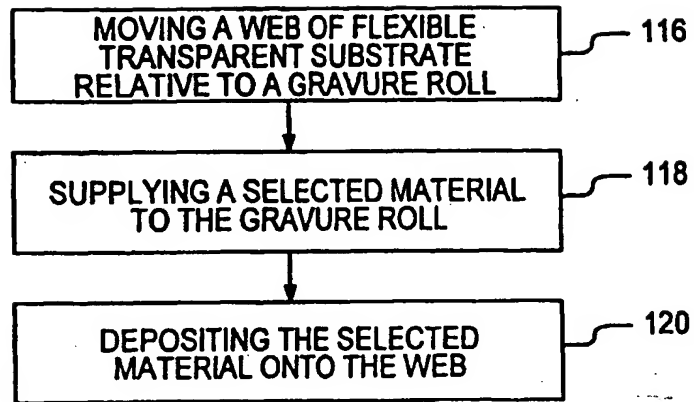 MOVING A WEB OF FLEXIBLE
TRANSPARENT SUBSTRATE
RELATIVE TO A GRAVURE ROLL
116
SUPPLYING A SELECTED MATERIAL
TO THE GRAVURE ROLL
118
DEPOSITING THE SELECTED
MATERIAL ONTO THE WEB
120